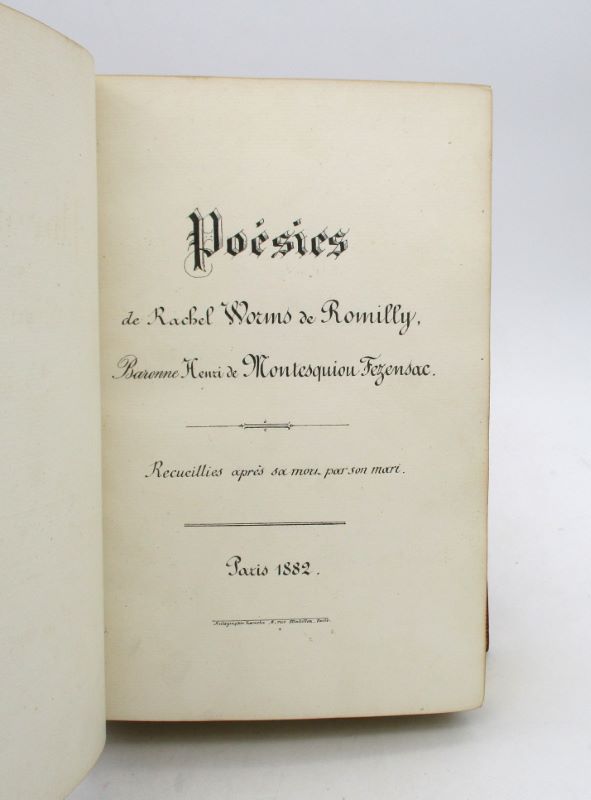 Poésies
de Rachel Worms de Romilly,
Baronne Henri de Montesquiou Fezensac.
Recueillies après sa mort par son mari.
Paris 1882.